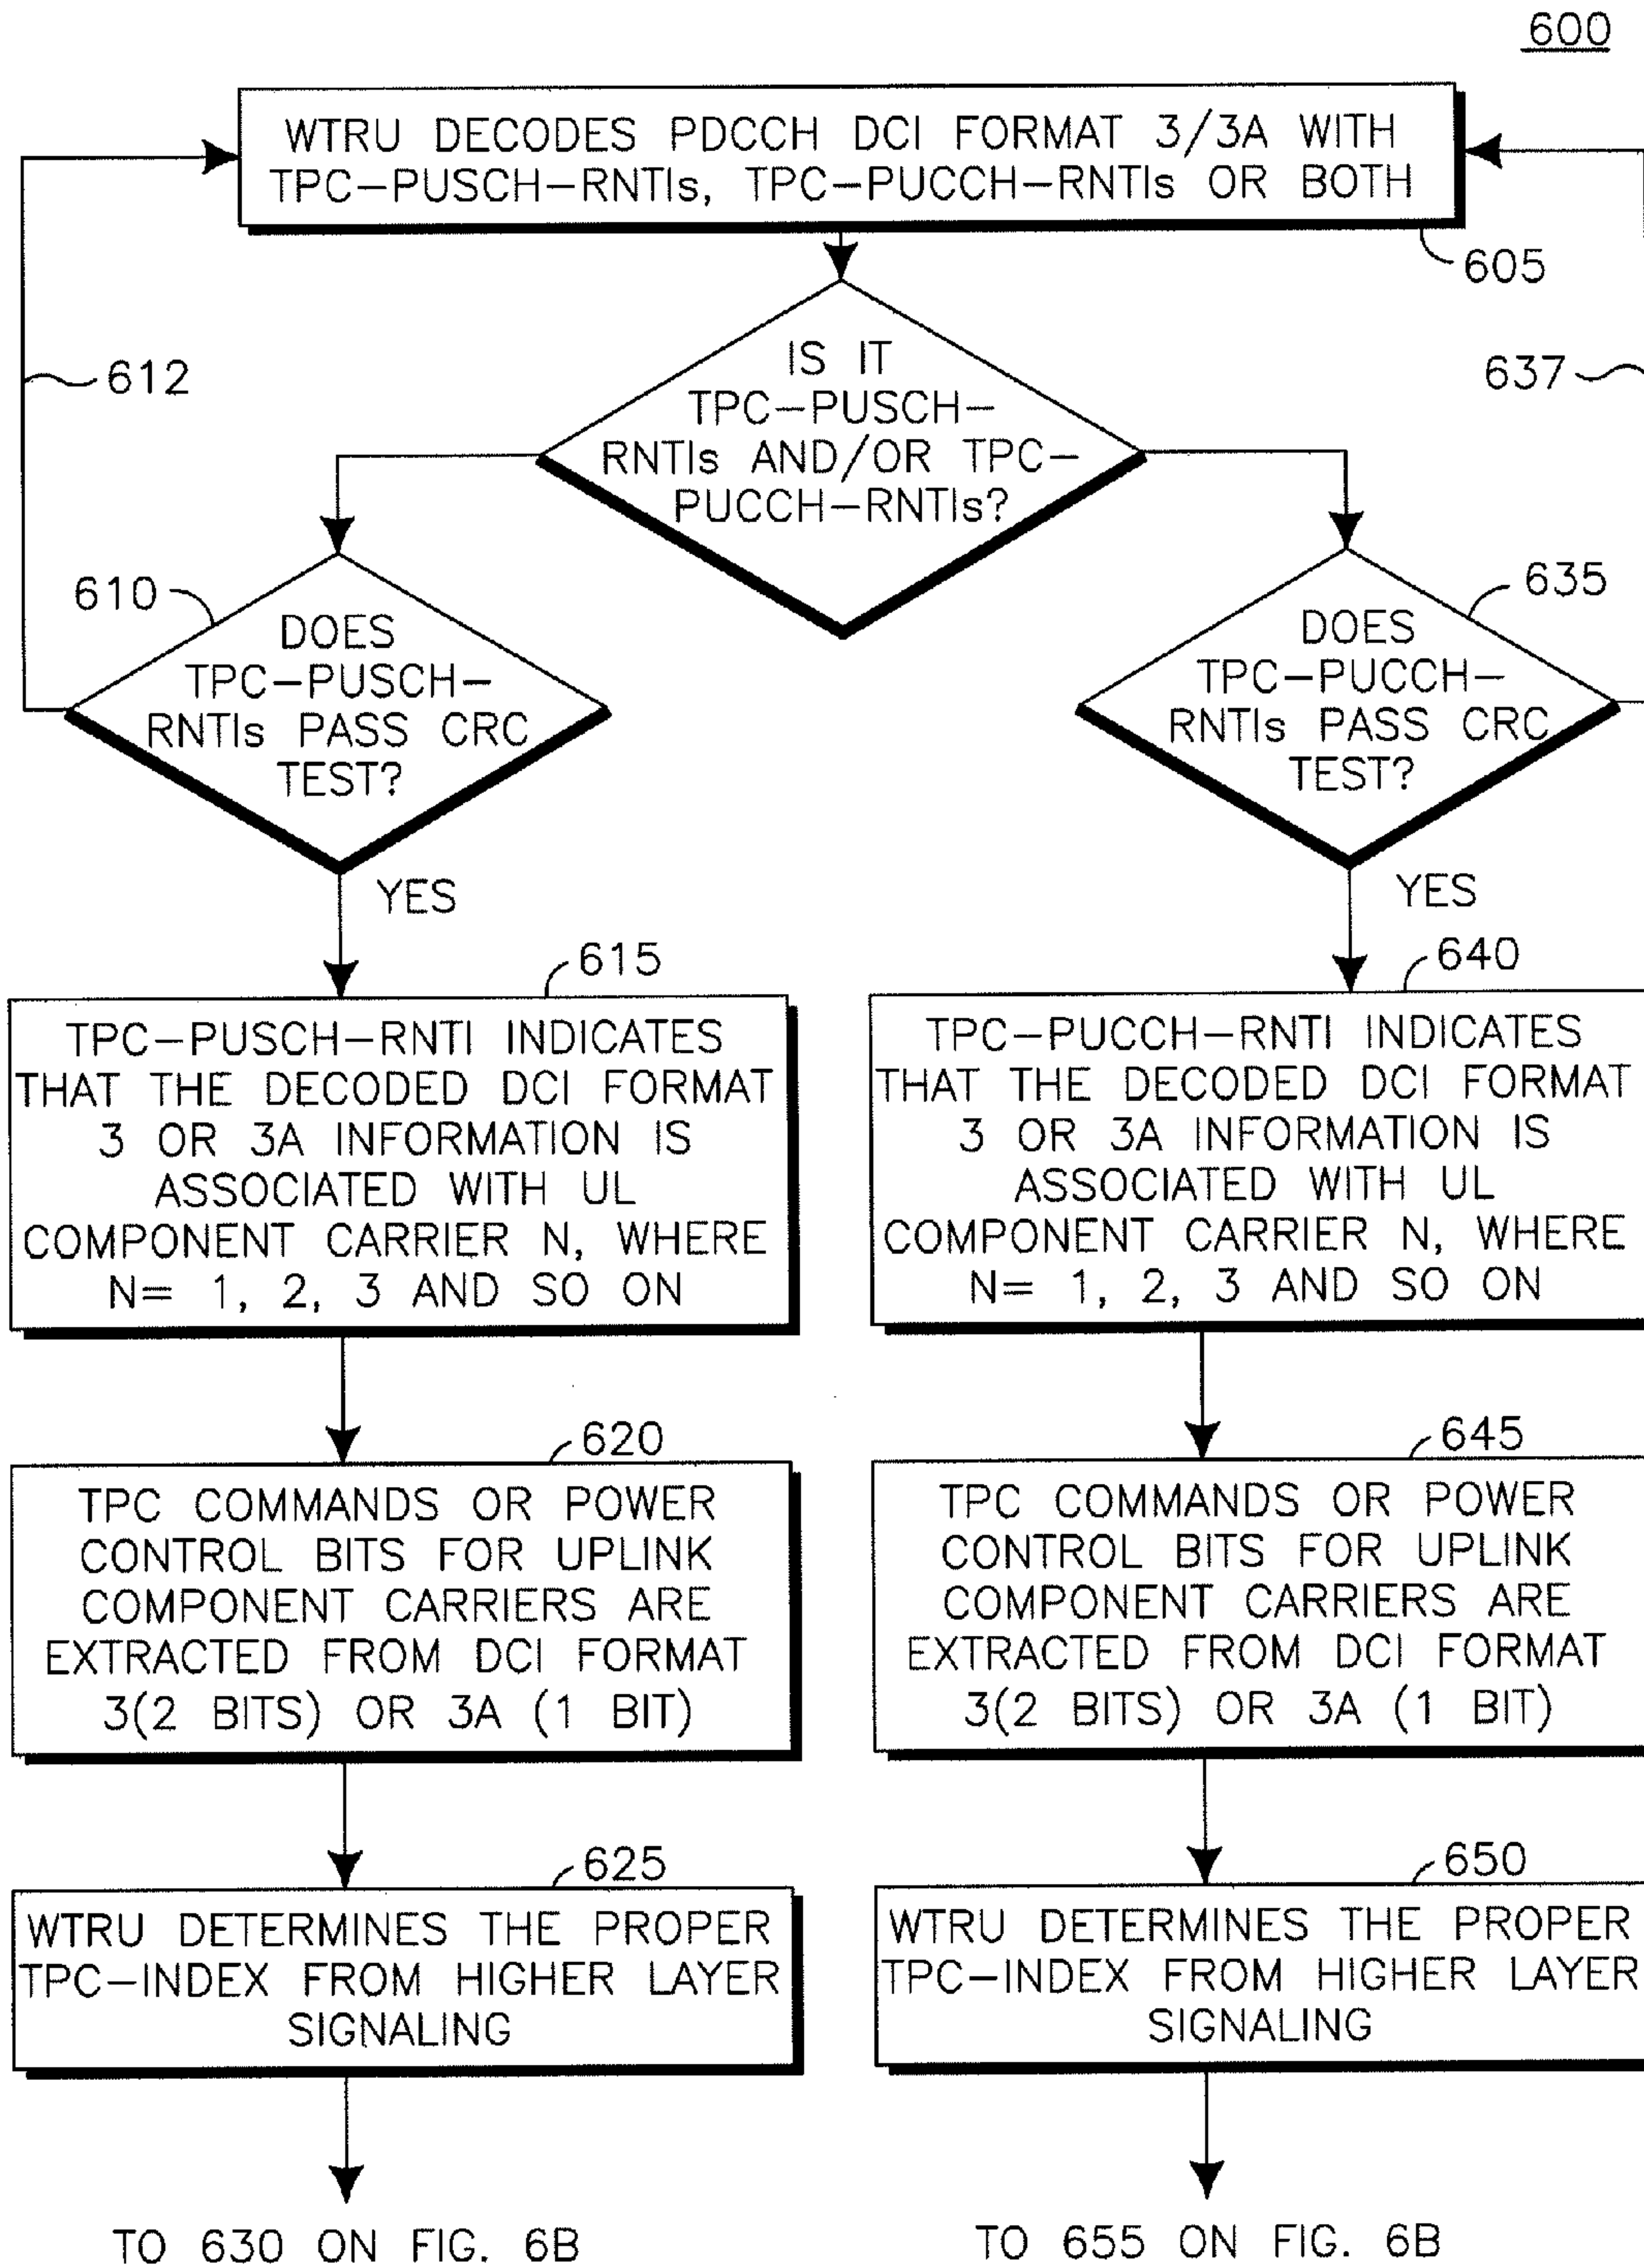 600
WTRU DECODES PDCCH DCI FORMAT 3/3A WITH
TPC-PUSCH-RNTIs, TPC-PUCCH-RNTIs OR BOTH
605
IS IT
TPC-PUSCH-
RNTIs AND/OR TPC-
PUCCH-RNTIs?
612
637
610
DOES
TPC-PUSCH-
RNTIs PASS CRC
TEST?
YES
635
DOES
TPC-PUCCH-
RNTIs PASS CRC
TEST?
YES
615
TPC-PUSCH-RNTI INDICATES
THAT THE DECODED DCI FORMAT
3 OR 3A INFORMATION IS
ASSOCIATED WITH UL
COMPONENT CARRIER N, WHERE
N= 1, 2, 3 AND SO ON
640
TPC-PUCCH-RNTI INDICATES
THAT THE DECODED DCI FORMAT
3 OR 3A INFORMATION IS
ASSOCIATED WITH UL
COMPONENT CARRIER N, WHERE
N= 1, 2, 3 AND SO ON
620
TPC COMMANDS OR POWER
CONTROL BITS FOR UPLINK
COMPONENT CARRIERS ARE
EXTRACTED FROM DCI FORMAT
3(2 BITS) OR 3A (1 BIT)
645
TPC COMMANDS OR POWER
CONTROL BITS FOR UPLINK
COMPONENT CARRIERS ARE
EXTRACTED FROM DCI FORMAT
3(2 BITS) OR 3A (1 BIT)
625
WTRU DETERMINES THE PROPER
TPC-INDEX FROM HIGHER LAYER
SIGNALING
650
WTRU DETERMINES THE PROPER
TPC-INDEX FROM HIGHER LAYER
SIGNALING
TO 630 ON FIG. 6B
TO 655 ON FIG. 6B